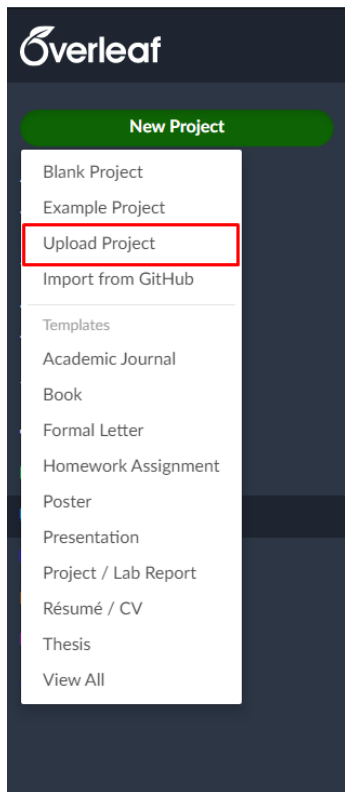 Overleaf
New Project
Blank Project
Example Project
Upload Project
Import from GitHub
Templates
Academic Journal
Book
Formal Letter
Homework Assignment
Poster
Presentation
Project / Lab Report
Résumé / CV
Thesis
View All